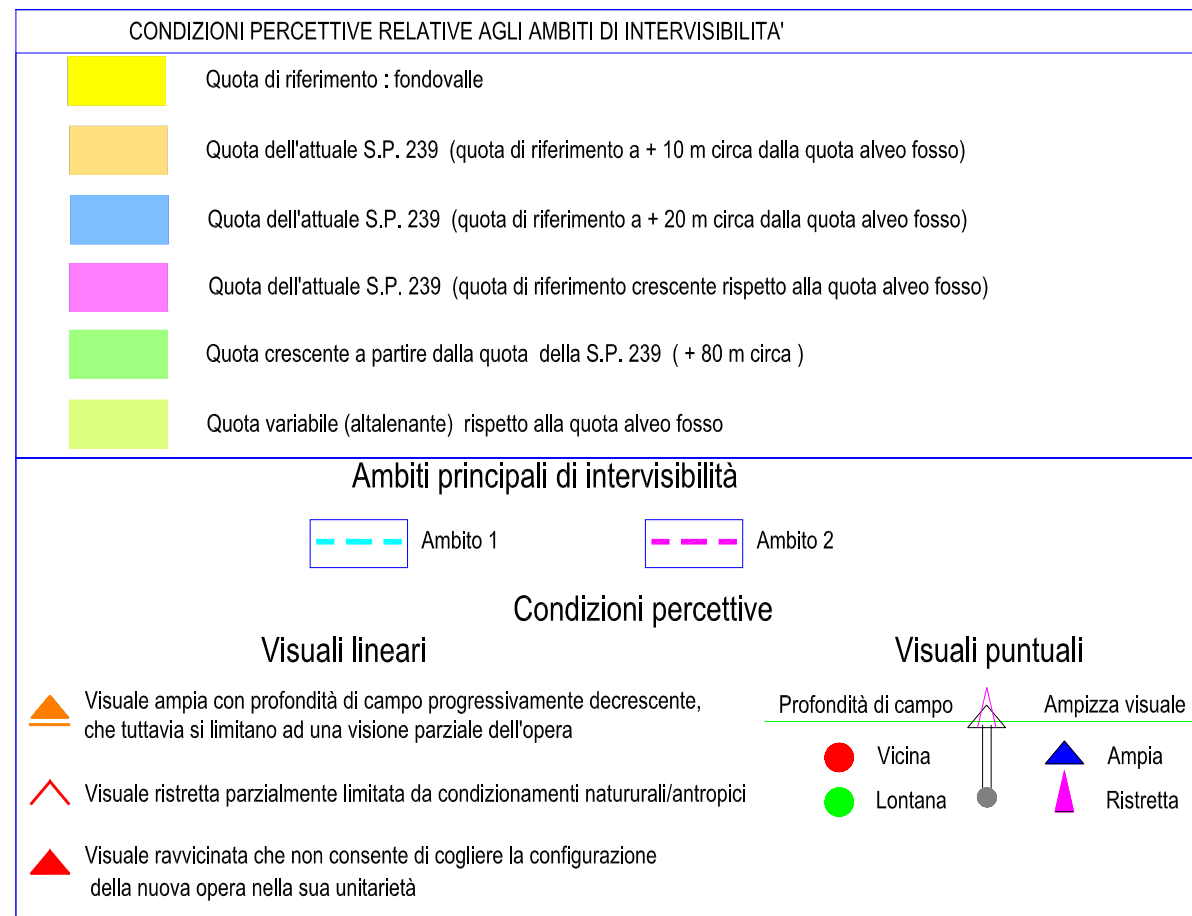 CONDIZIONI PERCETTIVE RELATIVE AGLI AMBITI DI INTERVISIBILITA'
Quota di riferimento : fondovalle
Quota dell'attuale S.P. 239 (quota di riferimento a + 10 m circa dalla quota alveo fosso)
Quota dell'attuale S.P. 239 (quota di riferimento a + 20 m circa dalla quota alveo fosso)
Quota dell'attuale S.P. 239 (quota di riferimento crescente rispetto alla quota alveo fosso)
Quota crescente a partire dalla quota della S.P. 239 ( + 80 m circa )
Quota variabile (altalenante) rispetto alla quota alveo fosso
Ambiti principali di intervisibilità
Ambito 1
Ambito 2
Condizioni percettive
Visuali lineari
Visuale ampia con profondità di campo progressivamente decrescente,
che tuttavia si limitano ad una visione parziale dell'opera
Visuale ristretta parzialmente limitata da condizionamenti natururali/antropici
Visuale ravvicinata che non consente di cogliere la configurazione
della nuova opera nella sua unitarietà
Visuali puntuali
Profondità di campo
Ampizza visuale
Vicina
Ampia
Lontana
Ristretta